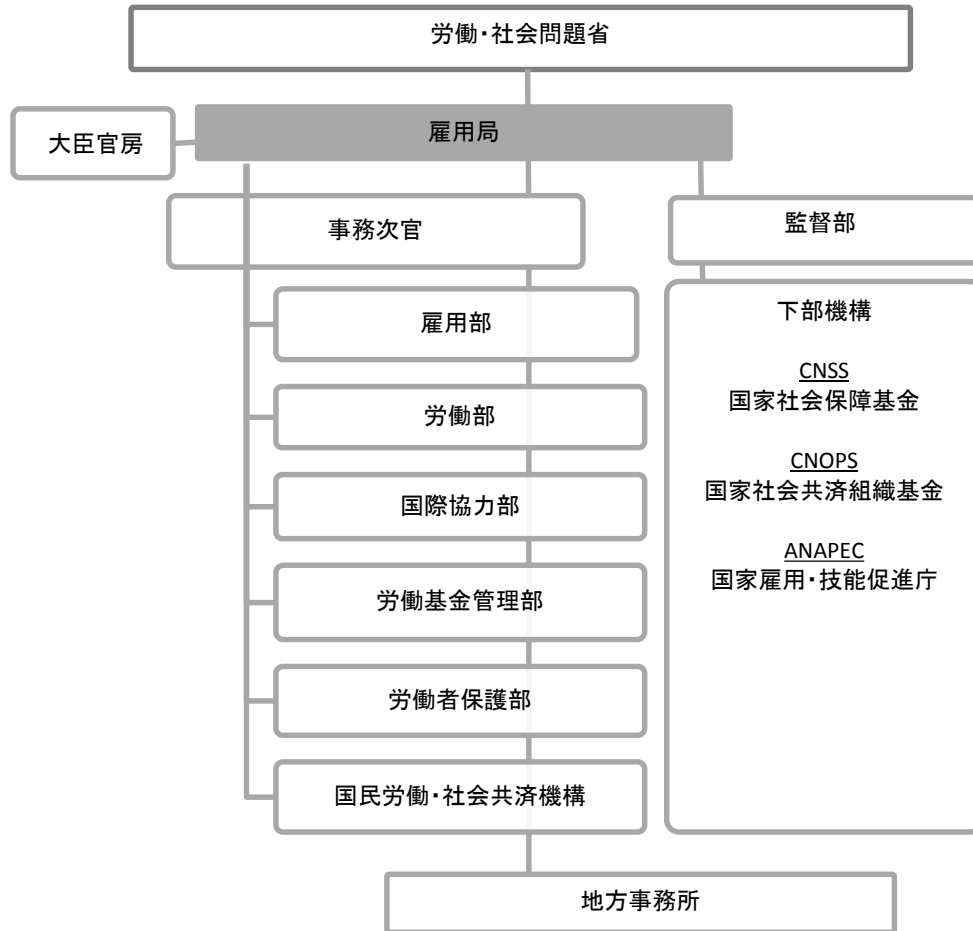 労働・社会問題省
大臣官房
雇用局
事務次官
監督部
雇用部
労働部
国際協力部
労働基金管理部
労働者保護部
国民労働・社会共済機構
下部機構
CNSS
国家社会保障基金
CNOPS
国家社会共済組織基金
ANAPEC
国家雇用・技能促進庁
地方事務所